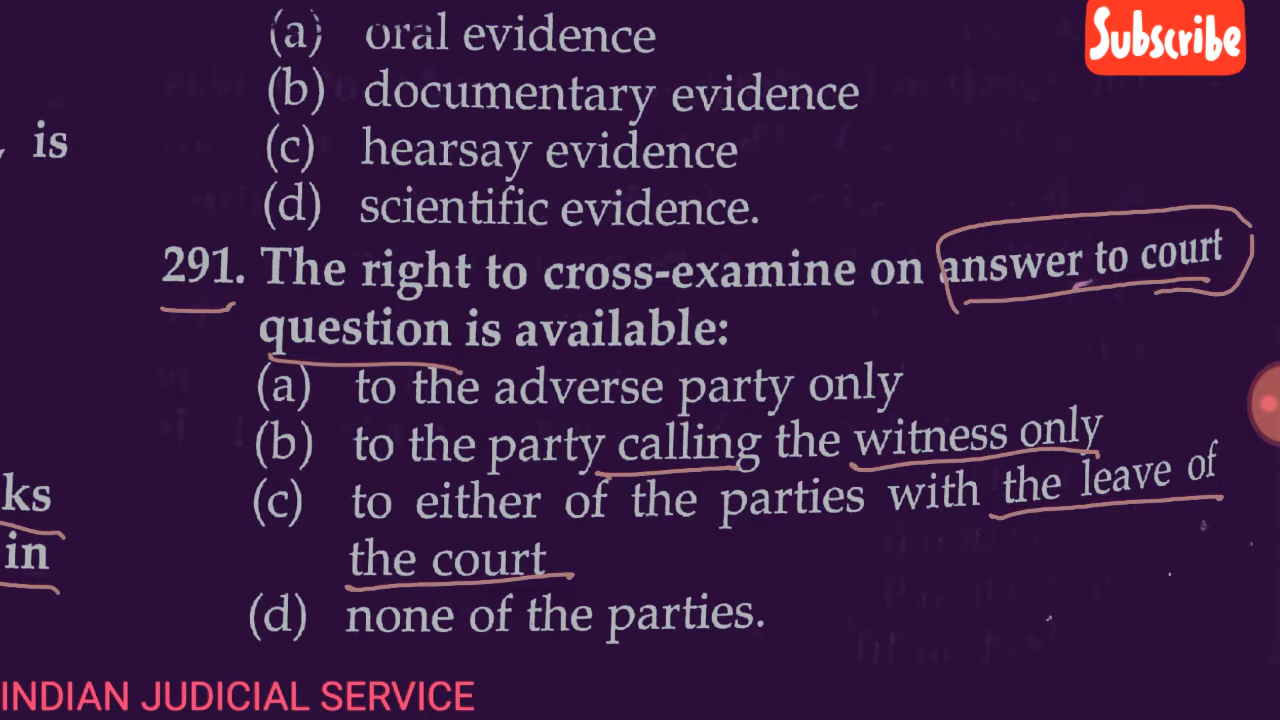 (a) oral evidence
Subscribe
(b) documentary evidence
is
(c) hearsay evidence
(d) scientific evidence.
291. The right to cross-examine on answer to court
question is available:
(a) to the adverse party only
(b) to the party calling the witness only
ks
(c) to either of the parties with the leave of
in
the court
(d) none of the parties.
INDIAN JUDICIAL SERVICE